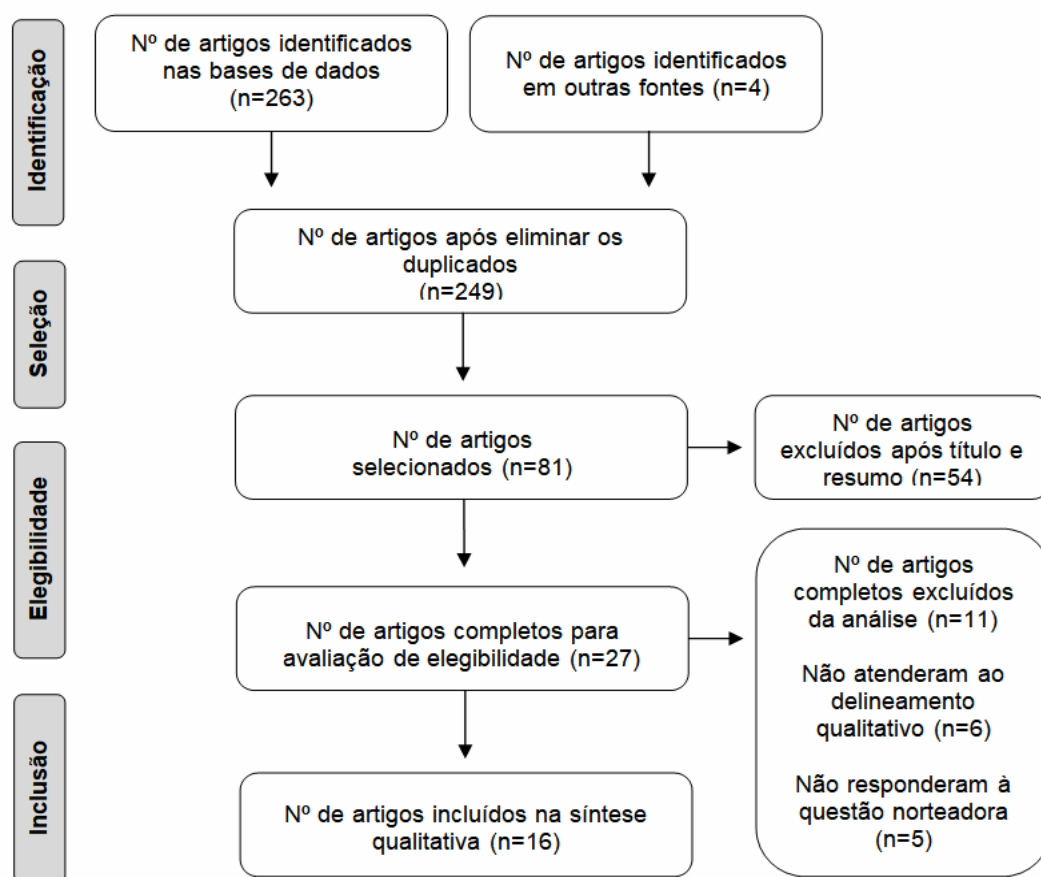 Identificação
Nº de artigos identificados
nas bases de dados
(n=263)
Nº de artigos identificados
em outras fontes (n=4)
Nº de artigos após eliminar os
duplicados
(n=249)
Seleção
Nº de artigos
selecionados (n=81)
Nº de artigos
excluídos após título e
resumo (n=54)
Elegibilidade
Nº de artigos completos para
avaliação de elegibilidade (n=27)
Nº de artigos
completos excluídos
da análise (n=11)
Não atenderam ao
delineamento
qualitativo (n=6)
Não responderam à
questão norteadora
(n=5)
Inclusão
Nº de artigos incluídos na síntese
qualitativa (n=16)